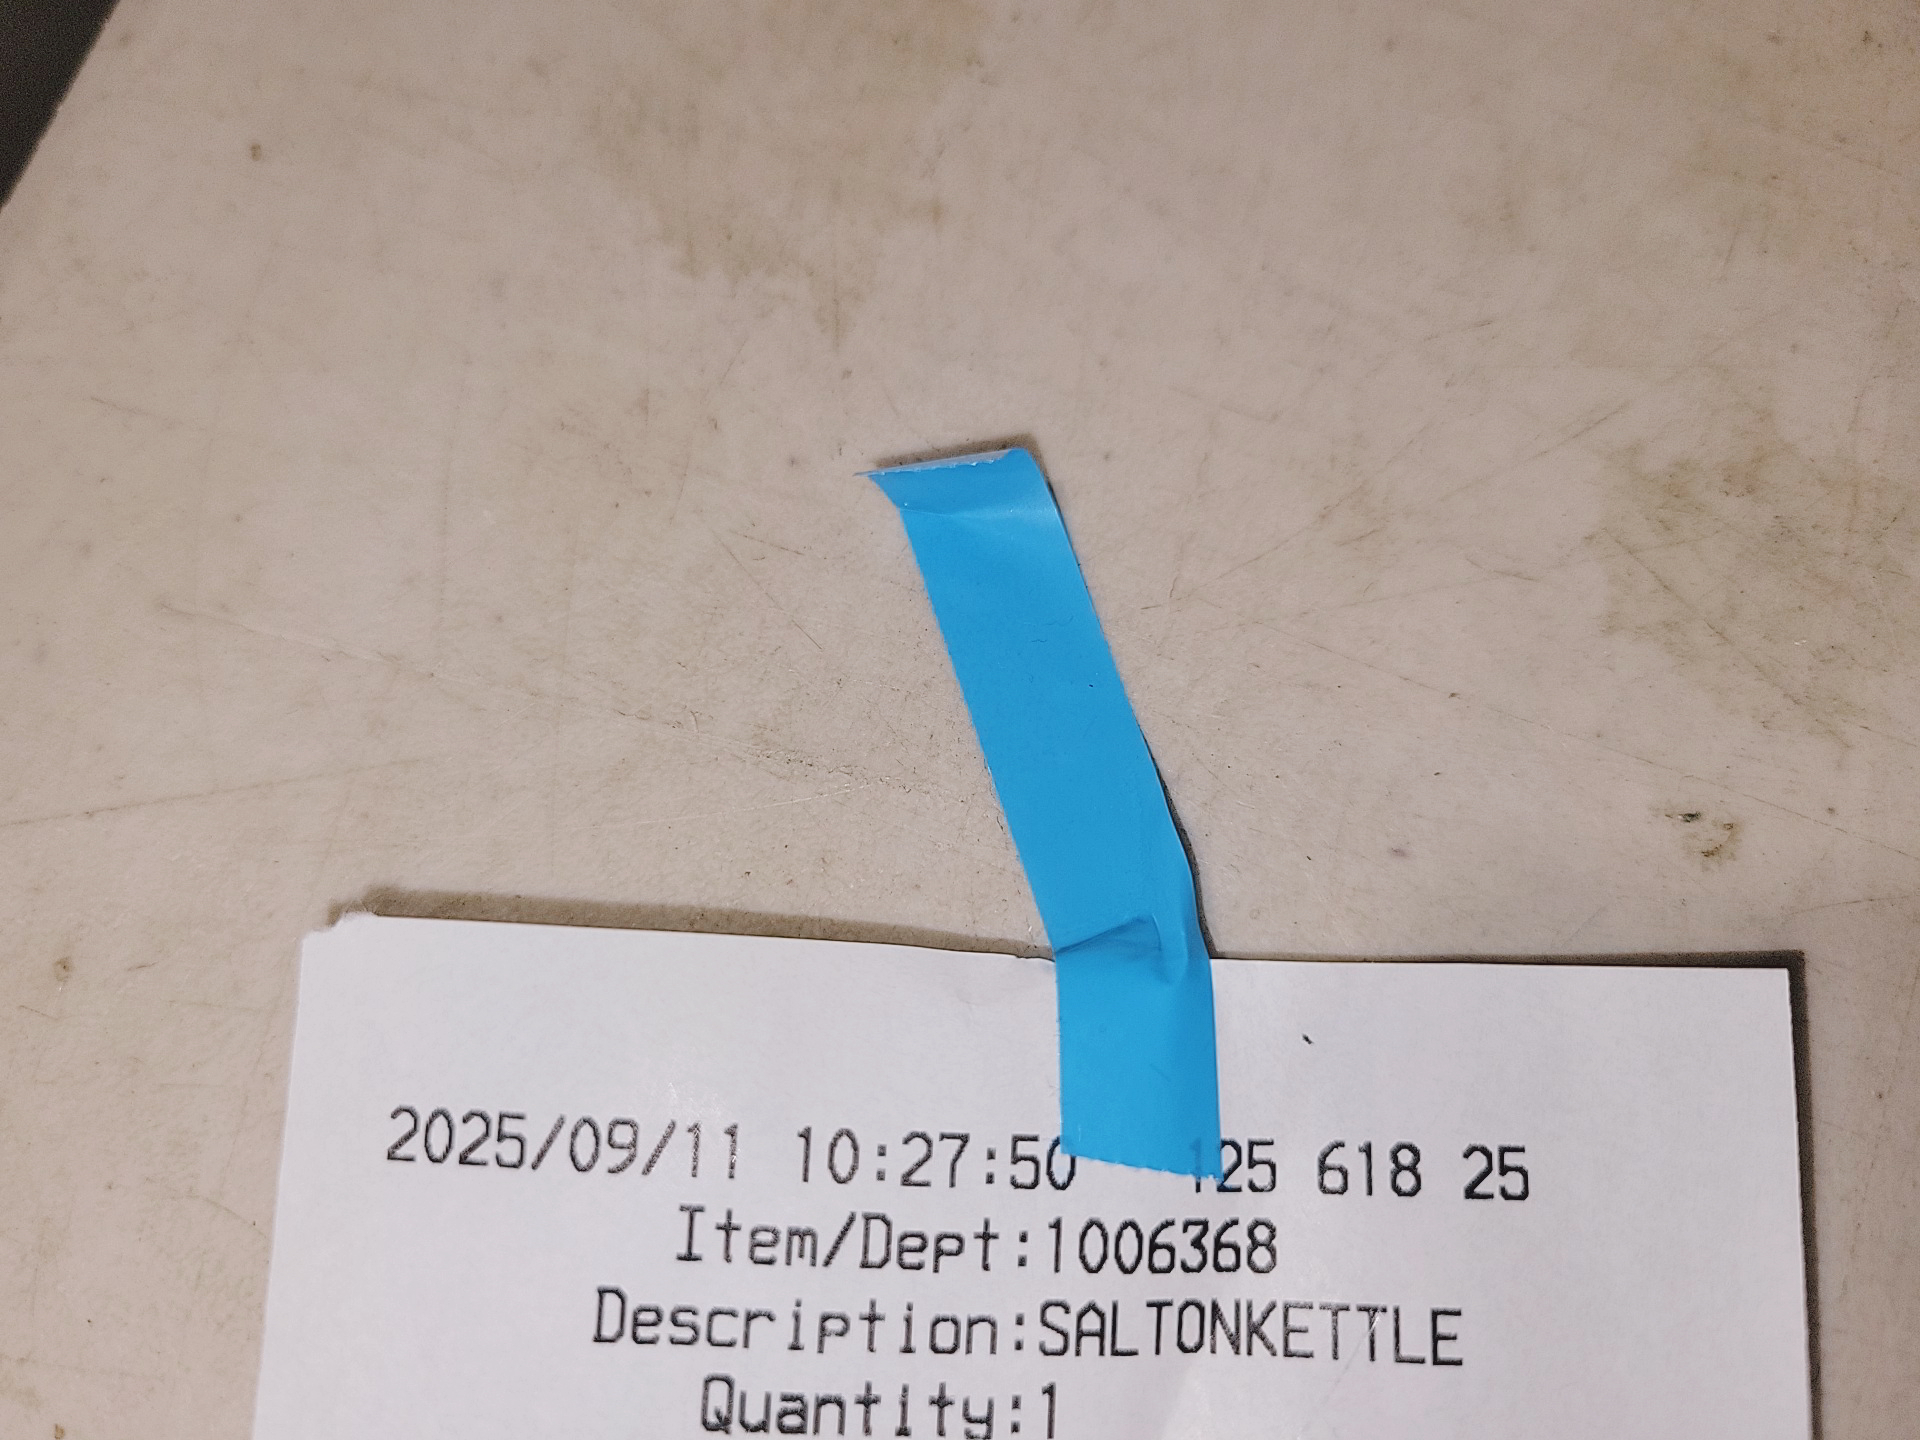 2025/09/11 10:27:50 125 618 25
Item/Dept:1006368
Description:SALTONKETTLE
Quantity:1